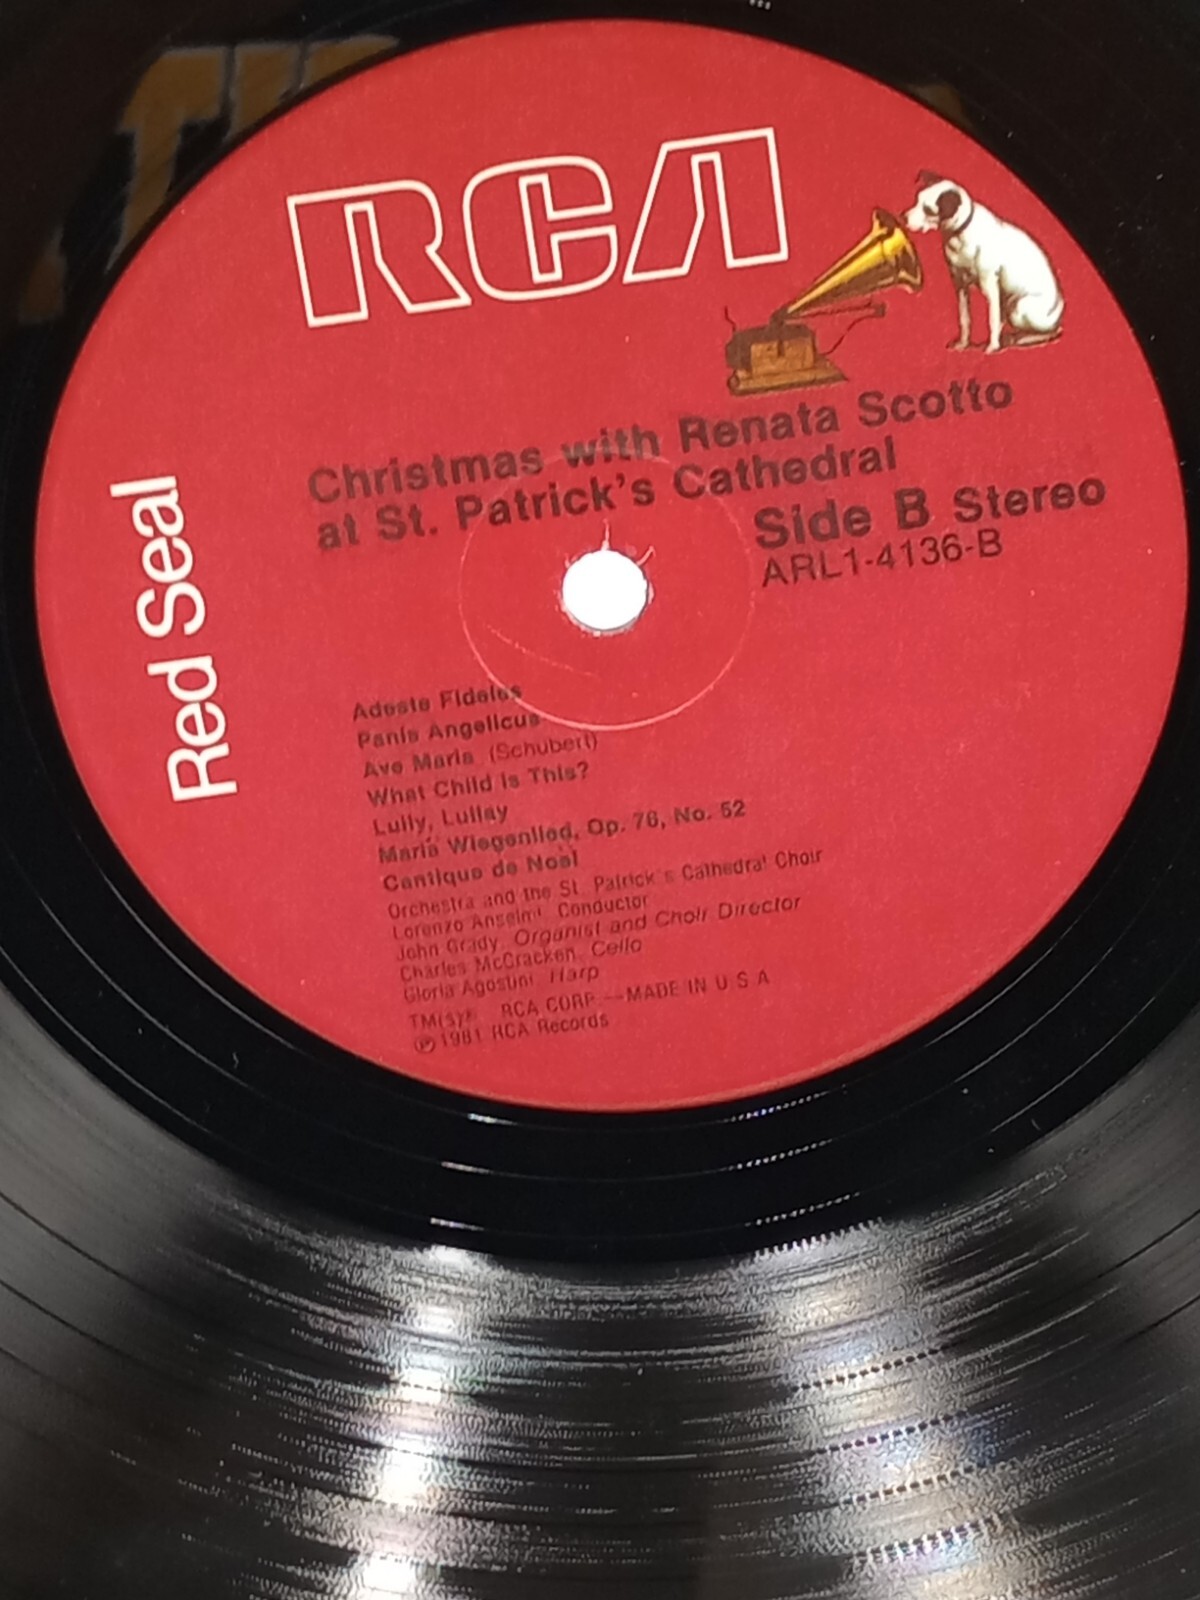 RCA
Red Seal
Christmas with Renata Scotto
at St. Patrick's Cathedral
Side B Stereo
ARL1-4136-B
Adeste Fideles
Panis Angelicus
Ave Maria (Schubert)
What Child Is This?
Lully, Lullay
Mariä Wiegenlied, Op. 76, No. 52
Cantique de Noël
Orchestra and the St. Patrick's Cathedral Choir
Lorenzo Anselmi, Conductor
John Grady, Organist and Choir Director
Charles McCracken, Cello
Gloria Agostini, Harp
TM(s)® RCA CORP.—MADE IN U S A
℗ 1981 RCA Records